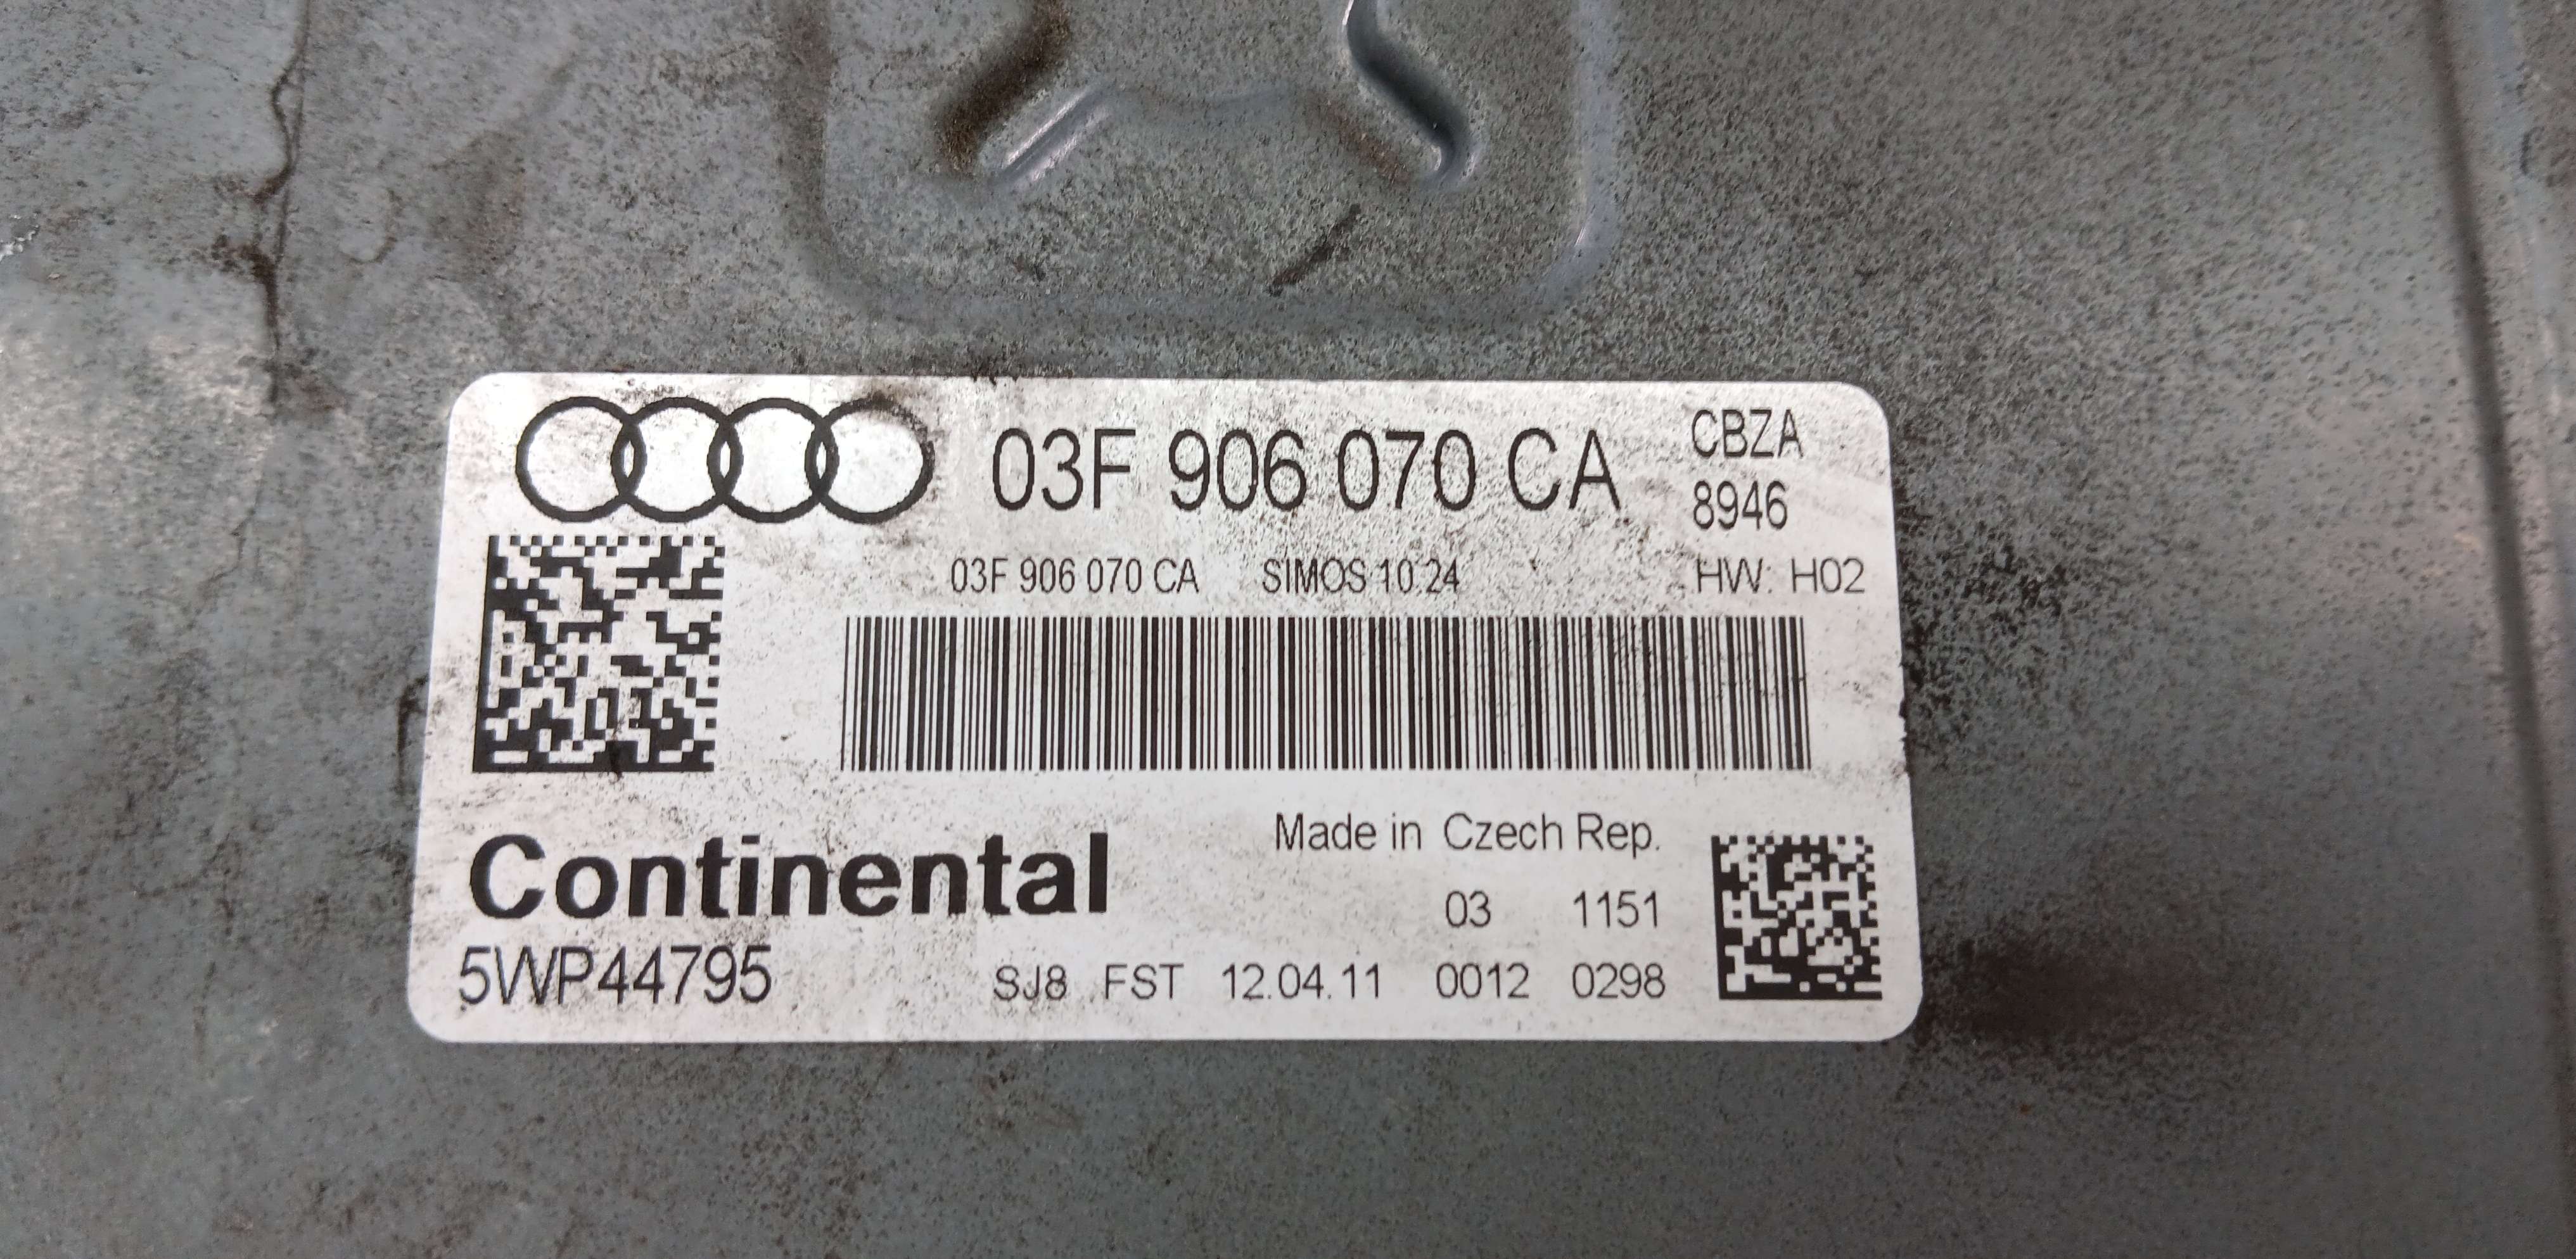 03F 906 070 CA CBZA
8946
03F 906 070 CA SIMOS 10.24 HW: H02
Made in Czech Rep.
Continental
03 1151
5WP44795 SJ8 FST 12.04.11 0012 0298